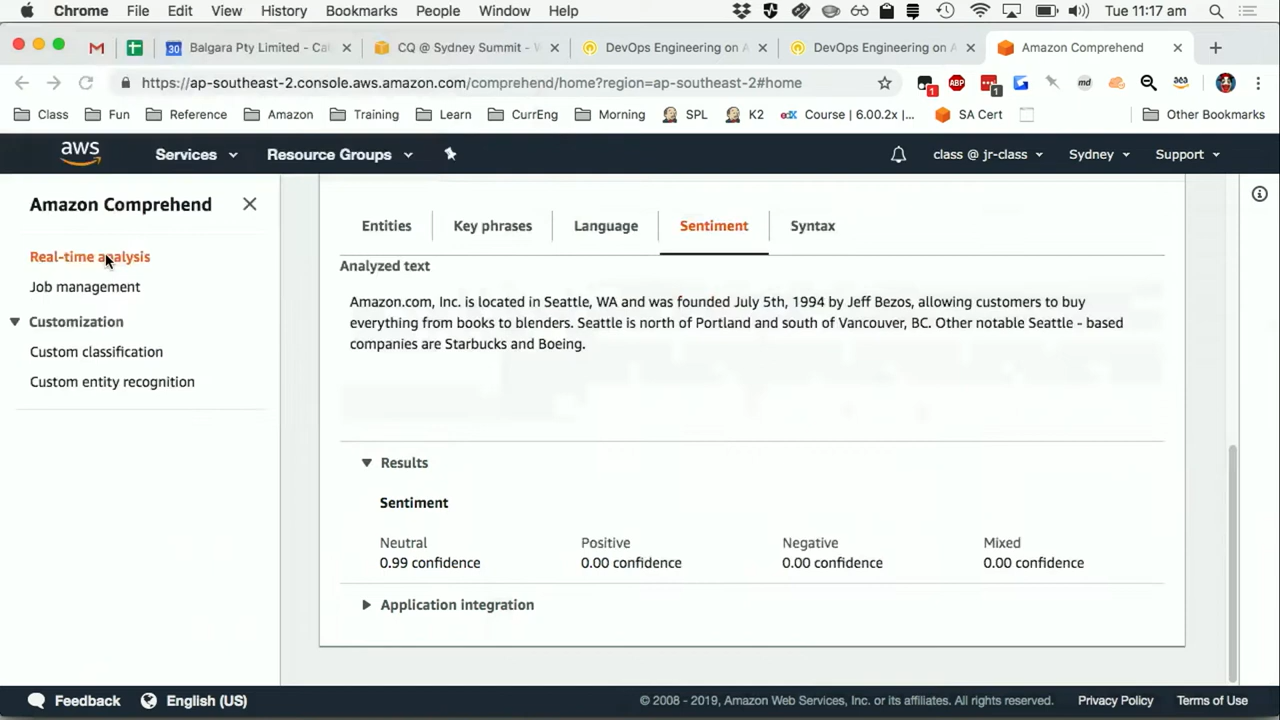 Chrome File Edit View History Bookmarks People Window Help Tue 11:17 am
30 Balgara Pty Limited - Cal CQ @ Sydney Summit - W DevOps Engineering on A DevOps Engineering on A Amazon Comprehend
https://ap-southeast-2.console.aws.amazon.com/comprehend/home?region=ap-southeast-2#home 1 ABP 1 md
Class Fun Reference Amazon Training Learn CurrEng Morning SPL K2 edX Course | 6.00.2x |... SA Cert Other Bookmarks
aws Services Resource Groups class @ jr-class Sydney Support
Amazon Comprehend
Real-time analysis
Job management
Customization
Custom classification
Custom entity recognition
Entities Key phrases Language Sentiment Syntax
Analyzed text
Amazon.com, Inc. is located in Seattle, WA and was founded July 5th, 1994 by Jeff Bezos, allowing customers to buy
everything from books to blenders. Seattle is north of Portland and south of Vancouver, BC. Other notable Seattle - based
companies are Starbucks and Boeing.
Results
Sentiment
Neutral Positive Negative Mixed
0.99 confidence 0.00 confidence 0.00 confidence 0.00 confidence
Application integration
Feedback English (US) © 2008 - 2019, Amazon Web Services, Inc. or its affiliates. All rights reserved. Privacy Policy Terms of Use